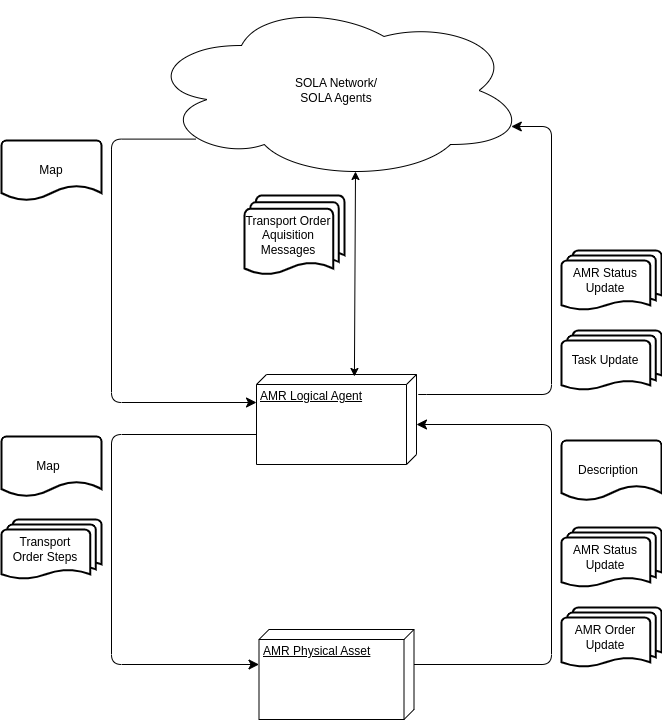 SOLA Network/
SOLA Agents
Map
Transport Order
Aquisition
Messages
AMR Status
Update
Task Update
AMR Logical Agent
Map
Transport
Order Steps
Description
AMR Status
Update
AMR Order
Update
AMR Physical Asset